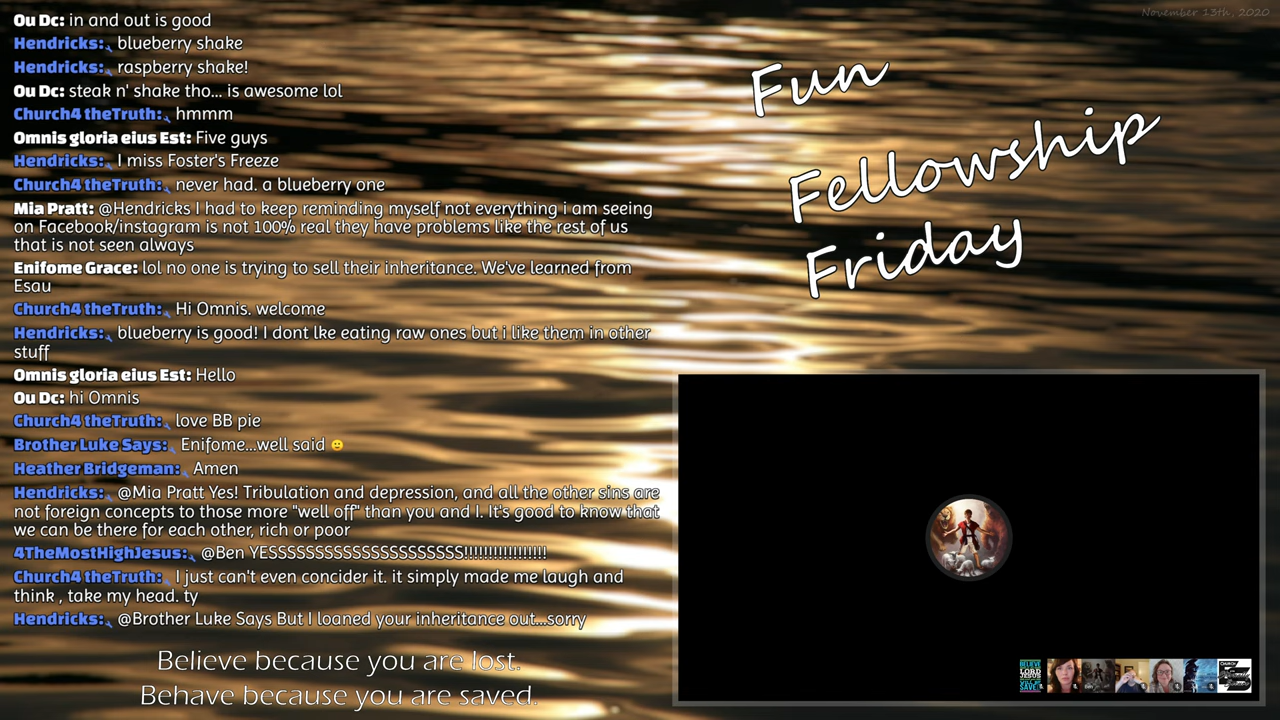 November 13th, 2020
Ou Dc: in and out is good
Hendricks: blueberry shake
Hendricks: raspberry shake!
Ou Dc: steak n' shake tho... is awesome lol
Church4 theTruth: hmmm
Omnis gloria eius Est: Five guys
Hendricks: I miss Foster's Freeze
Church4 theTruth: never had. a blueberry one
Mia Pratt: @Hendricks I had to keep reminding myself not everything i am seeing
on Facebook/instagram is not 100% real they have problems like the rest of us
that is not seen always
Enifome Grace: lol no one is trying to sell their inheritance. We've learned from
Esau
Church4 theTruth: Hi Omnis. welcome
Hendricks: blueberry is good! I dont lke eating raw ones but i like them in other
stuff
Omnis gloria eius Est: Hello
Ou Dc: hi Omnis
Church4 theTruth: love BB pie
Brother Luke Says: Enifome...well said 🙂
Heather Bridgeman: Amen
Hendricks: @Mia Pratt Yes! Tribulation and depression, and all the other sins are
not foreign concepts to those more "well off" than you and I. It's good to know that
we can be there for each other, rich or poor
4TheMostHighJesus: @Ben YESSSSSSSSSSSSSSSSSSSSSS!!!!!!!!!!!!!!!!!
Church4 theTruth: I just can't even concider it. it simply made me laugh and
think , take my head. ty
Hendricks: @Brother Luke Says But I loaned your inheritance out...sorry
Believe because you are lost.
Behave because you are saved.
Fun
Fellowship
Friday
BELIEVE
LORD
JESUS
SAVE
CHURCH